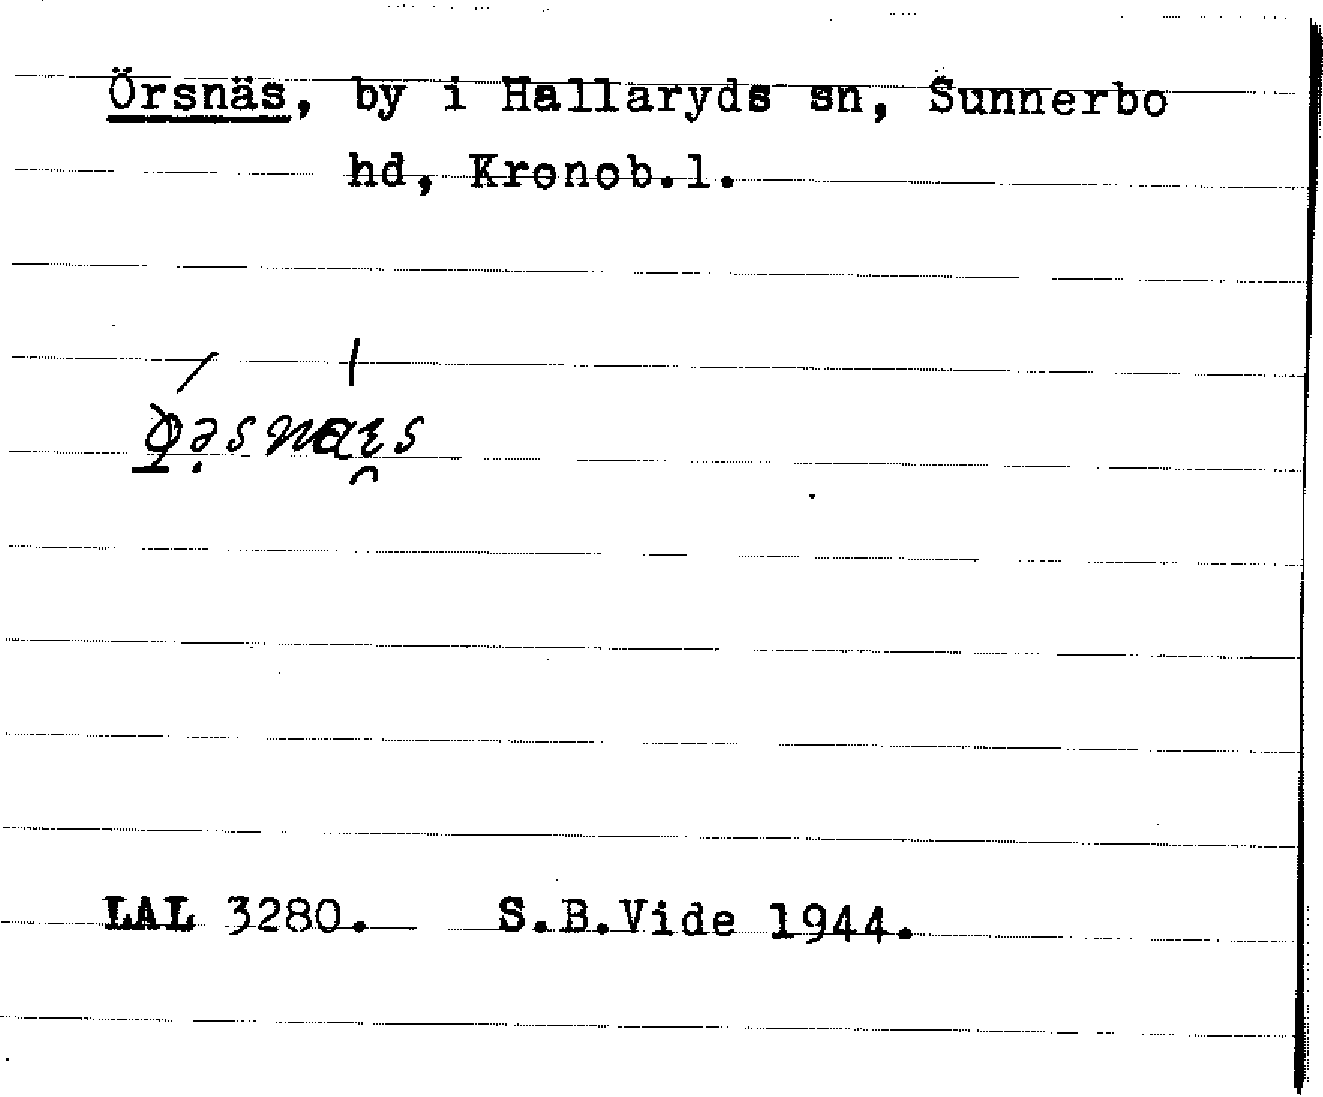 Örsnäs, by i Hallaryds sn, Sunnerbo
hd, Kronob.l.
LAL 3280. S.B.Vide 1944.